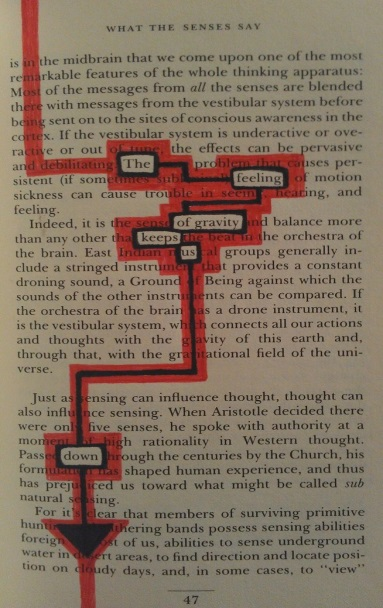 WHAT THE SENSES SAY
is in the midbrain that we come upon one of the most
remarkable features of the whole thinking apparatus:
Most of the messages from all the senses are blended
there with messages from the vestibular system before
being sent on to the sites of conscious awareness in the
cortex. If the vestibular system is underactive or ove-
ractive or out of tune, the effects can be pervasive
and debilitating. The problem that causes per-
sistent (if sometimes feeling of motion
sickness can cause trouble in seeing, hearing, and
feeling.
Indeed, it is the sense of gravity and balance more
than any other that keeps the beat in the orchestra of
the brain. East Indian us cal groups generally in-
clude a stringed instrument that provides a constant
droning sound, a Ground of Being against which the
sounds of the other instruments can be compared. If
the orchestra of the brain has a drone instrument, it
is the vestibular system, which connects all our actions
and thoughts with the gravity of this earth and,
through that, with the gravitational field of the uni-
verse.
Just as sensing can influence thought, thought can
also influence sensing. When Aristotle decided there
were only five senses, he spoke with authority at a
moment of high rationality in Western thought.
Passed down through the centuries by the Church, his
formulation has shaped human experience, and thus
has prejudiced us toward what might be called sub
natural sensing.
For it's clear that members of surviving primitive
hunting gathering bands possess sensing abilities
foreign most of us, abilities to sense underground
water in desert areas, to find direction and locate posi-
tion on cloudy days, and, in some cases, to "view"
47